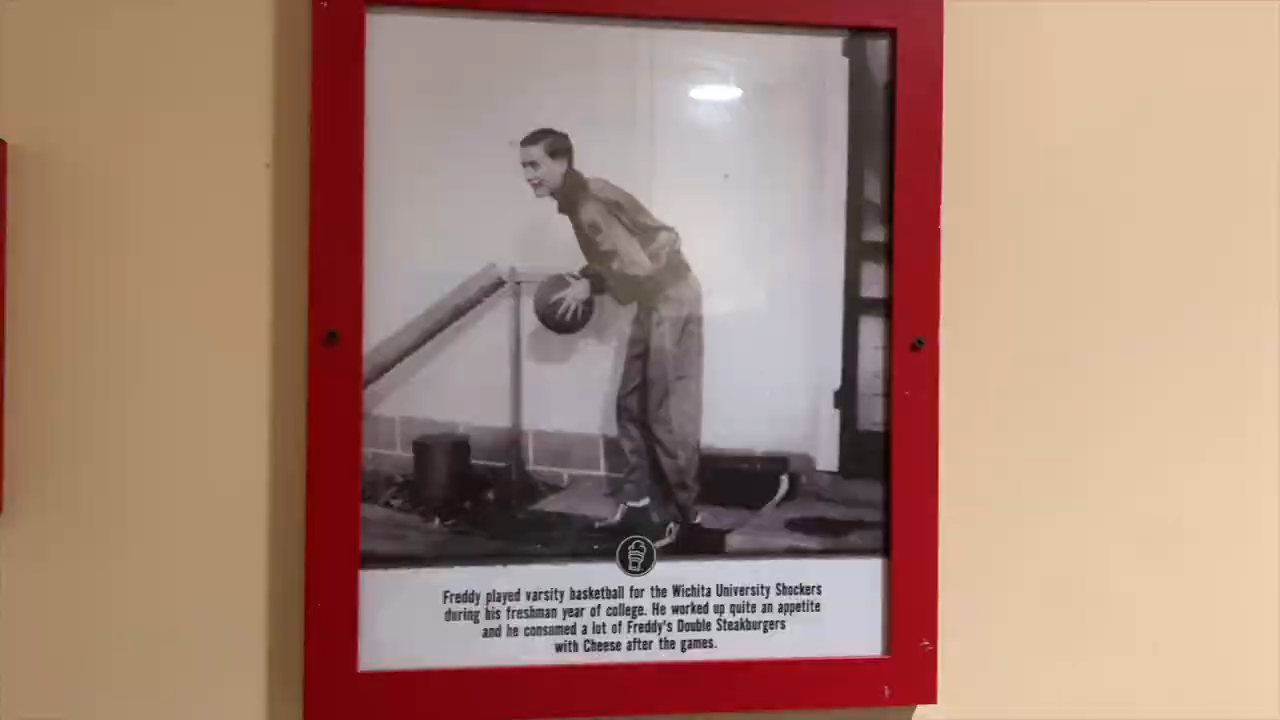 Freddy played varsity basketball for the Wichita University Shockers
during his freshman year of college. He worked up quite an appetite
and he consumed a lot of Freddy's Double Steakburgers
with Cheese after the games.